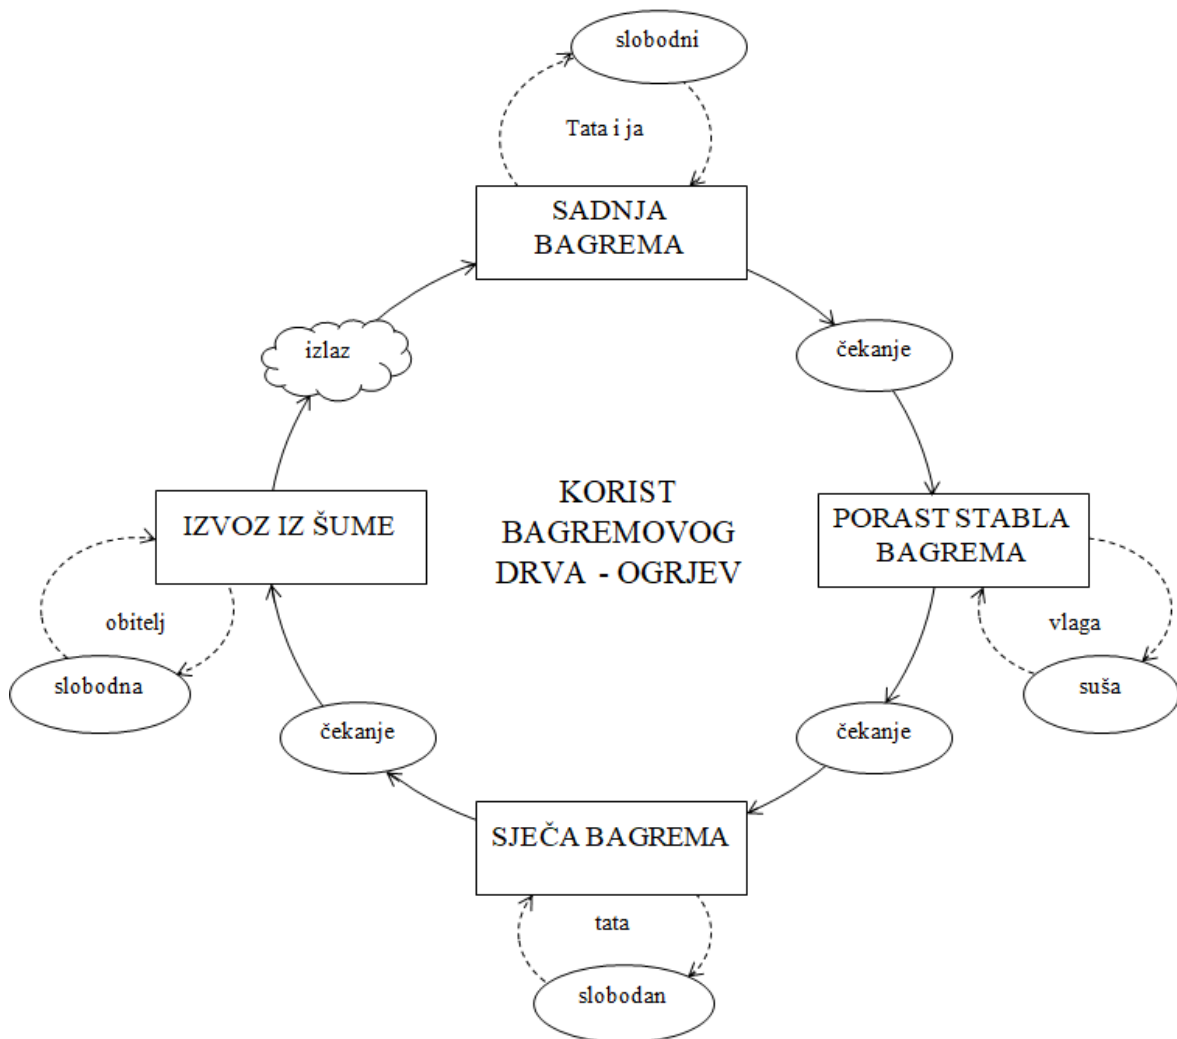 slobodni
Tata i ja
SADNJA
BAGREMA
izlaz
čekanje
KORIST
BAGREMOVOG
DRVA - OGRJEV
IZVOZ IZ ŠUME
PORAST STABLA
BAGREMA
obitelj
vlaga
slobodna
suša
čekanje
čekanje
SJEČA BAGREMA
tata
slobodan